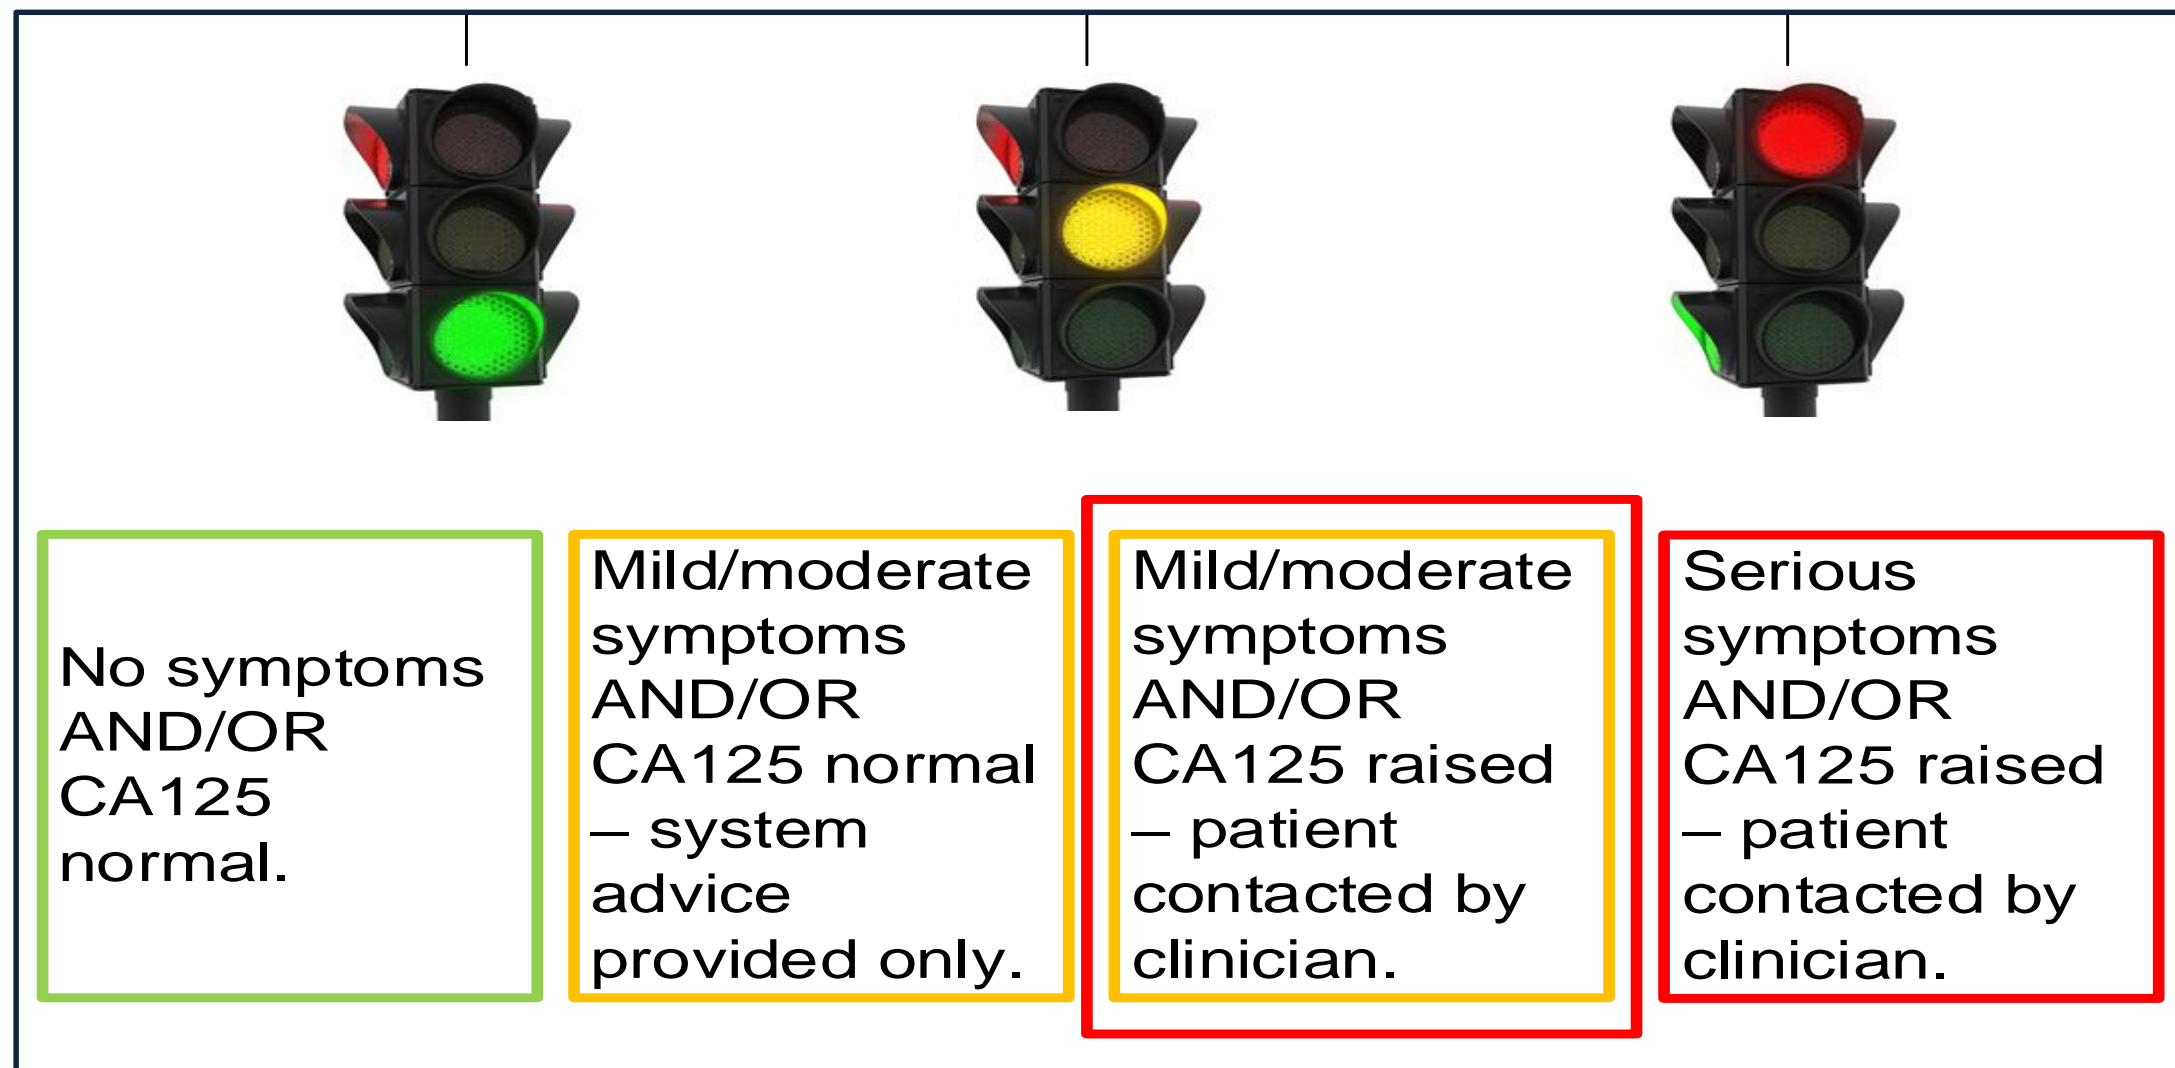 No symptoms
AND/OR
CA125
normal.
Mild/moderate
symptoms
AND/OR
CA125 normal
– system
advice
provided only.
Mild/moderate
symptoms
AND/OR
CA125 raised
– patient
contacted by
clinician.
Serious
symptoms
AND/OR
CA125 raised
– patient
contacted by
clinician.